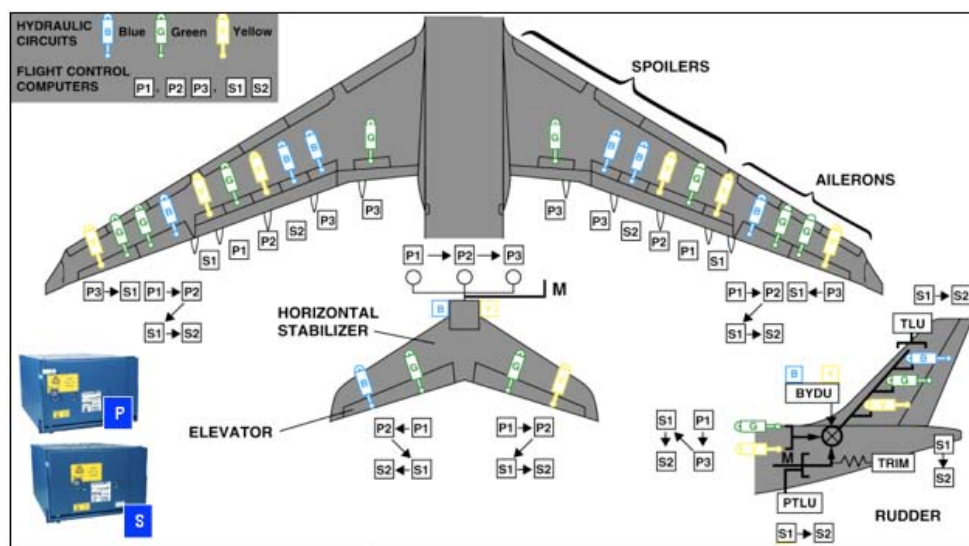 HYDRAULIC CIRCUITS B Blue G Green Y Yellow
FLIGHT CONTROL COMPUTERS P1, P2 P3, S1 S2
SPOILERS
AILERONS
G G
B B B B
Y G Y Y G Y
B B
G G G G
Y Y
P3 P3
S2 P3 P3 S2
P1 P2 P2 P1
S1 S1
P1 P2 P3
M
P3 S1 P1 P2
S1 S2
P1 P2 S1 P3
S1 S2
HORIZONTAL STABILIZER
B Y
B G G Y
ELEVATOR
P2 P1
S2 S1
P1 P2
S1 S2
S1 S2
TLU
B
G
Y
B Y
BYDU
G
Y
S1 P1
S2 P3
M
TRIM
S1
S2
PTLU
S1 S2
RUDDER
P
S